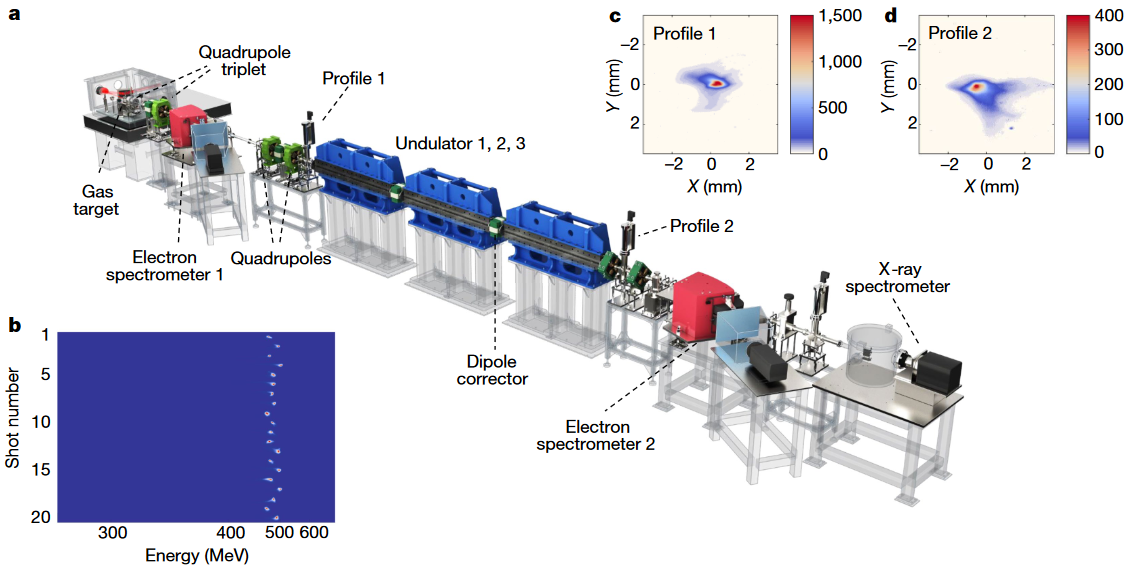 a
Quadrupole
triplet
Profile 1
Undulator 1, 2, 3
Gas
target
Electron
spectrometer 1
Quadrupoles
Profile 2
X-ray
spectrometer
Dipole
corrector
Electron
spectrometer 2
b
1
5
10
15
20
Shot number
300 400 500 600
Energy (MeV)
c
Profile 1
−2
0
2
Y (mm)
−2 0 2
X (mm)
1,500
1,000
500
0
d
Profile 2
−2
0
2
Y (mm)
−2 0 2
X (mm)
400
300
200
100
0